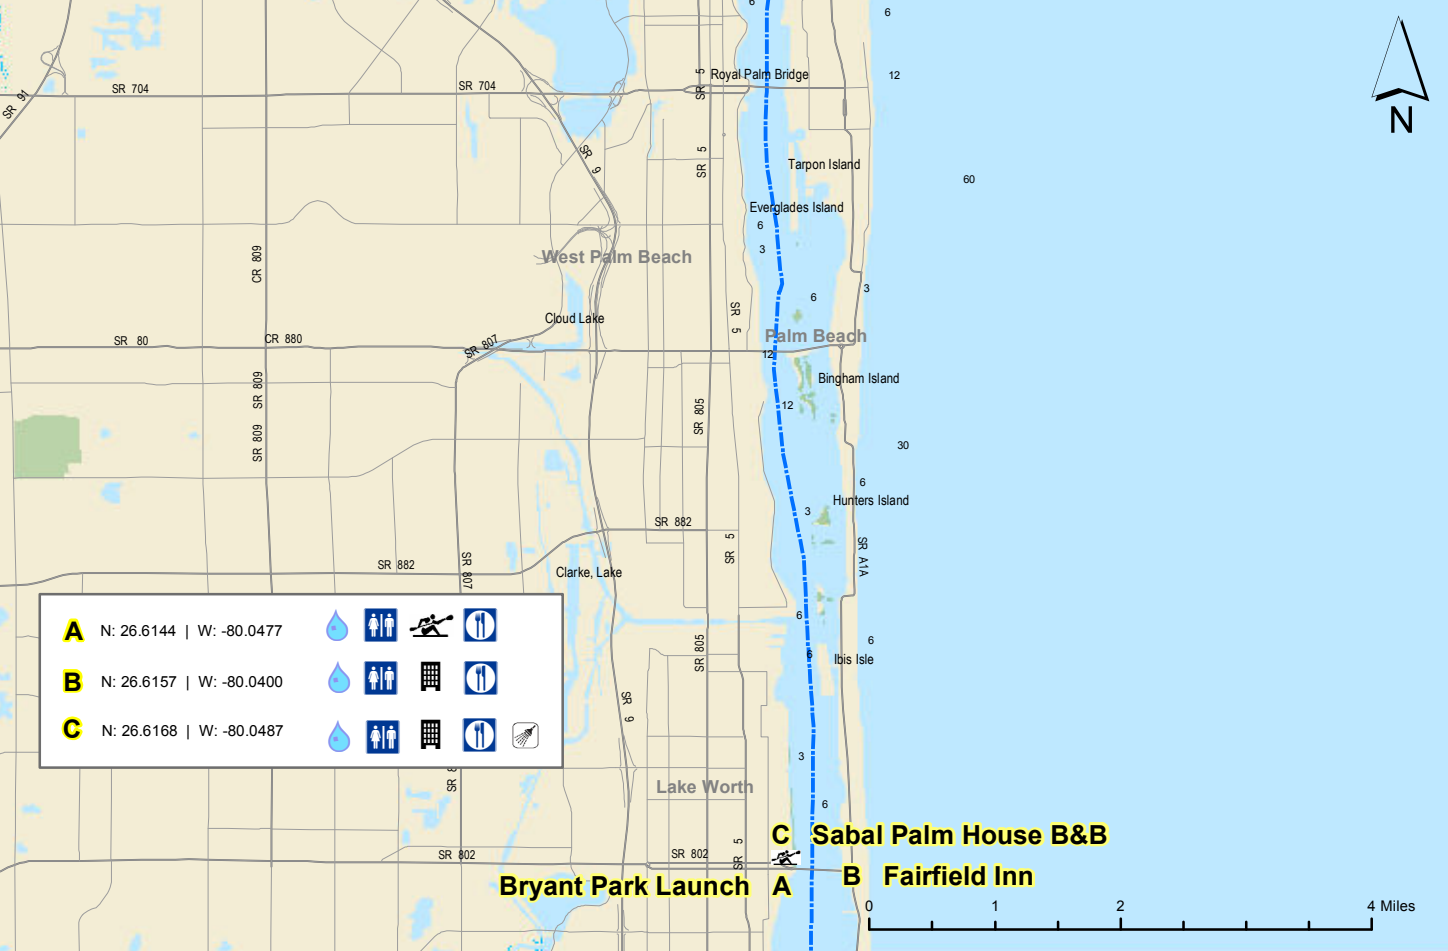 6
6
N
12
SR 5
Royal Palm Bridge
SR 91
SR 704
SR 704
SR 9
SR 5
Tarpon Island
60
Everglades Island
6
3
CR 809
West Palm Beach
3
6
Cloud Lake
SR 5
Palm Beach
SR 80
CR 880
SR 807
12
Bingham Island
SR 809
12
SR 805
SR 809
30
6
Hunters Island
3
SR 882
SR 5
SR A1A
SR 882
SR 807
Clarke, Lake
6
A N: 26.6144 | W: -80.0477
B N: 26.6157 | W: -80.0400
C N: 26.6168 | W: -80.0487
6
6
SR 805
Ibis Isle
SR 9
3
SR 8
Lake Worth
6
C Sabal Palm House B&B
SR 5
SR 802
SR 802
Bryant Park Launch A
B Fairfield Inn
0 1 2 4 Miles